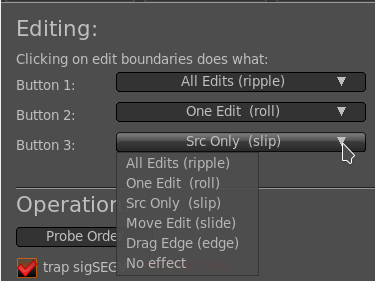 Editing:
Clicking on edit boundaries does what:
Button 1: All Edits (ripple)
Button 2: One Edit (roll)
Button 3: Src Only (slip)
All Edits (ripple)
One Edit (roll)
Src Only (slip)
Move Edit (slide)
Drag Edge (edge)
No effect
Operation
Probe Orde
trap sigSEG